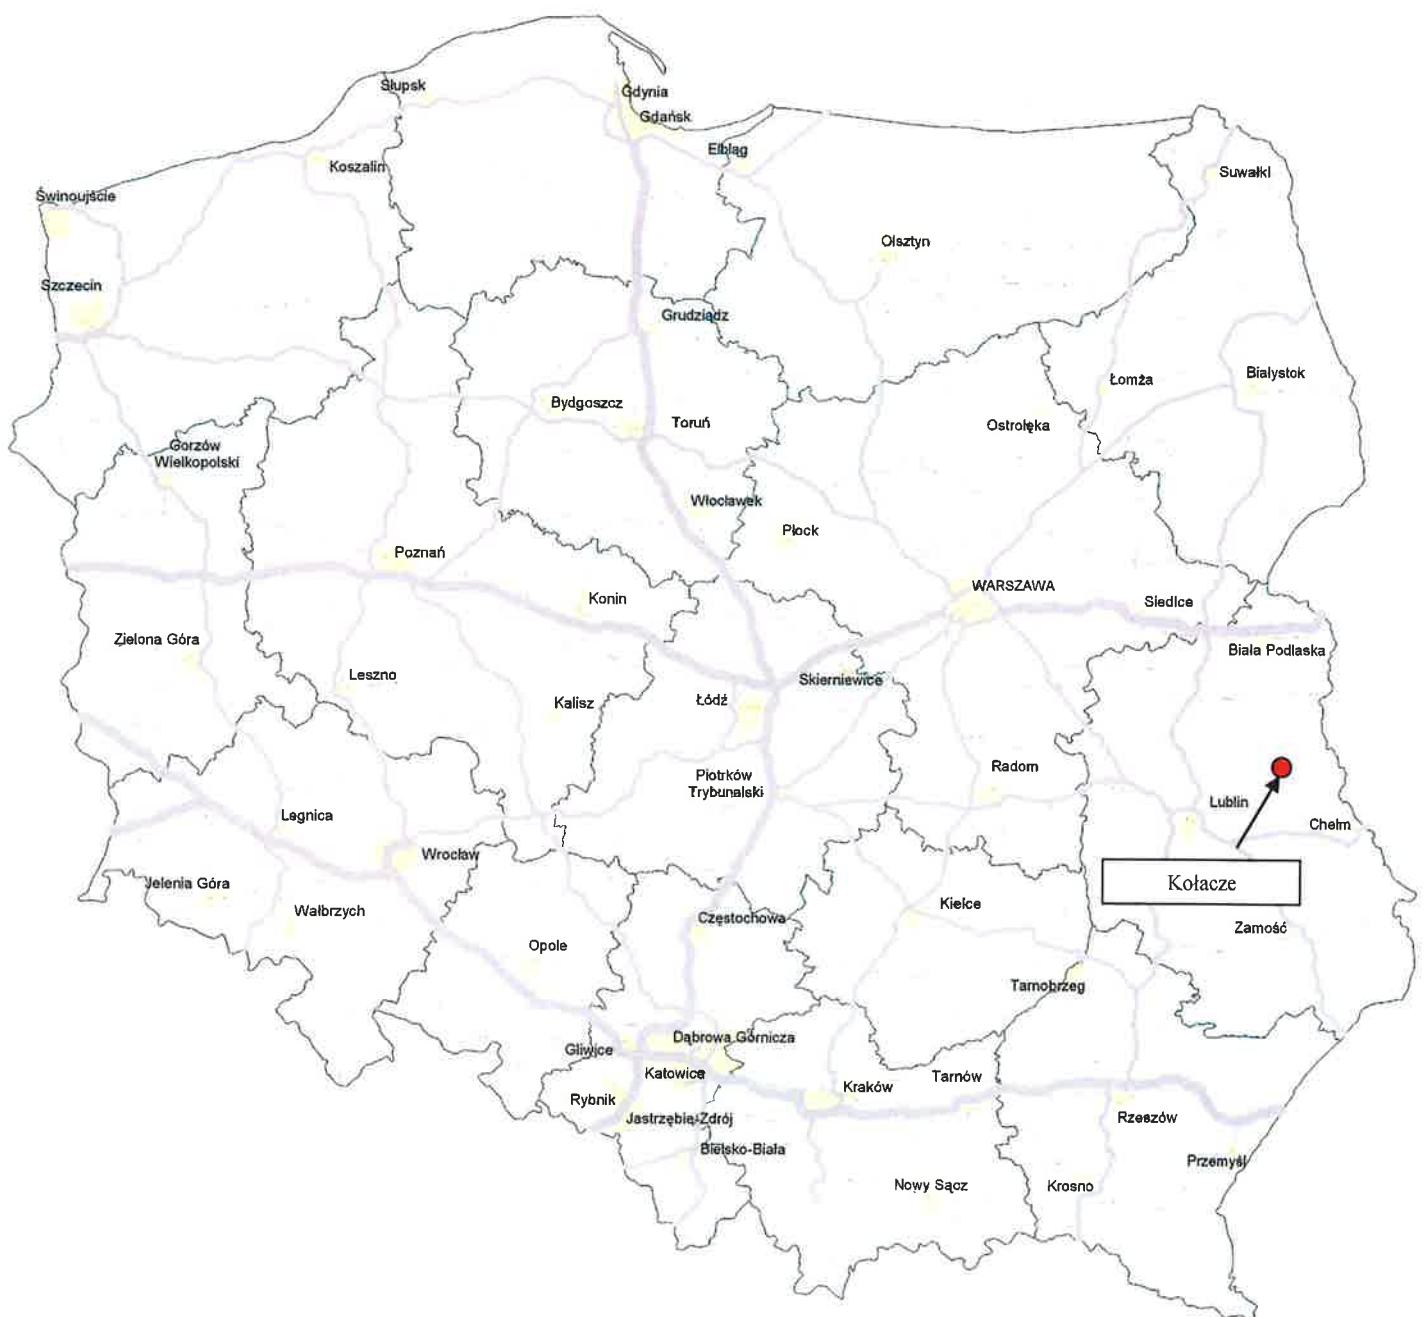 Słupsk
Gdynia
Gdańsk
Elbląg
Koszalin
Suwałki
Świnoujście
Olsztyn
Szczecin
Grudziądz
Łomża
Białystok
Bydgoszcz
Toruń
Ostrołęka
Gorzów
Wielkopolski
Włocławek
Płock
Poznań
WARSZAWA
Konin
Siedlce
Zielona Góra
Biała Podlaska
Leszno
Skierniewice
Kalisz
Łódź
Piotrków
Trybunalski
Radom
Lublin
Chełm
Legnica
Wrocław
Jelenia Góra
Kołacze
Wałbrzych
Kielce
Częstochowa
Zamość
Opole
Tarnobrzeg
Dąbrowa Górnicza
Gliwice
Katowice
Tarnów
Kraków
Rybnik
Jastrzębie-Zdrój
Rzeszów
Bielsko-Biała
Przemyśl
Nowy Sącz
Krosno